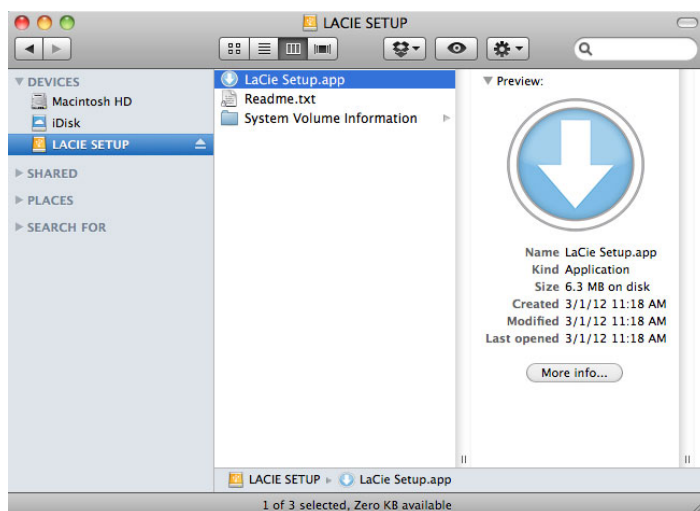 LACIE SETUP
DEVICES
Macintosh HD
iDisk
LACIE SETUP
SHARED
PLACES
SEARCH FOR
LaCie Setup.app
Readme.txt
System Volume Information
Preview:
Name LaCie Setup.app
Kind Application
Size 6.3 MB on disk
Created 3/1/12 11:18 AM
Modified 3/1/12 11:18 AM
Last opened 3/1/12 11:18 AM
More info...
LACIE SETUP LaCie Setup.app
1 of 3 selected, Zero KB available